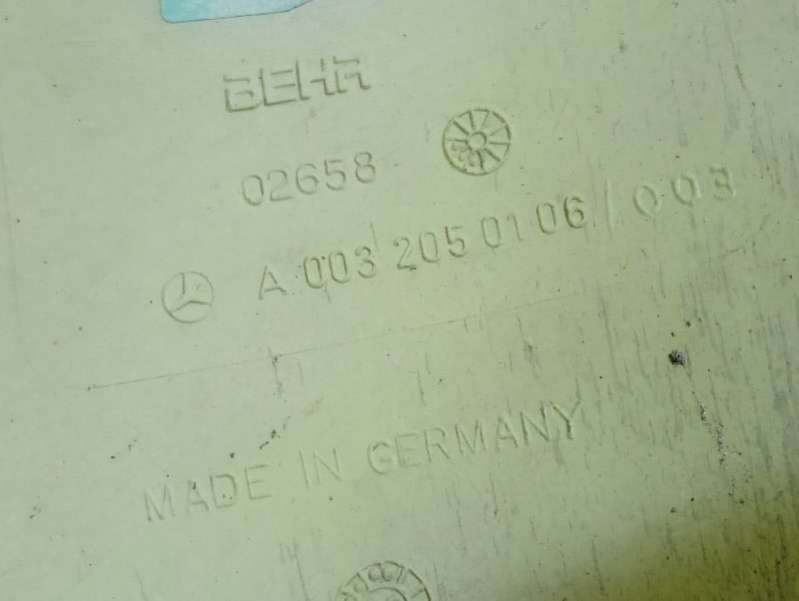 BEHR
02658
A 003 205 01 06 / 003
MADE IN GERMANY